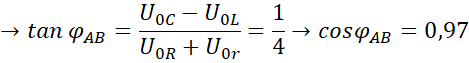 → tan φ_AB = (U_0C − U_0L)/(U_0R + U_0r) = 1/4 → cosφ_AB = 0,97